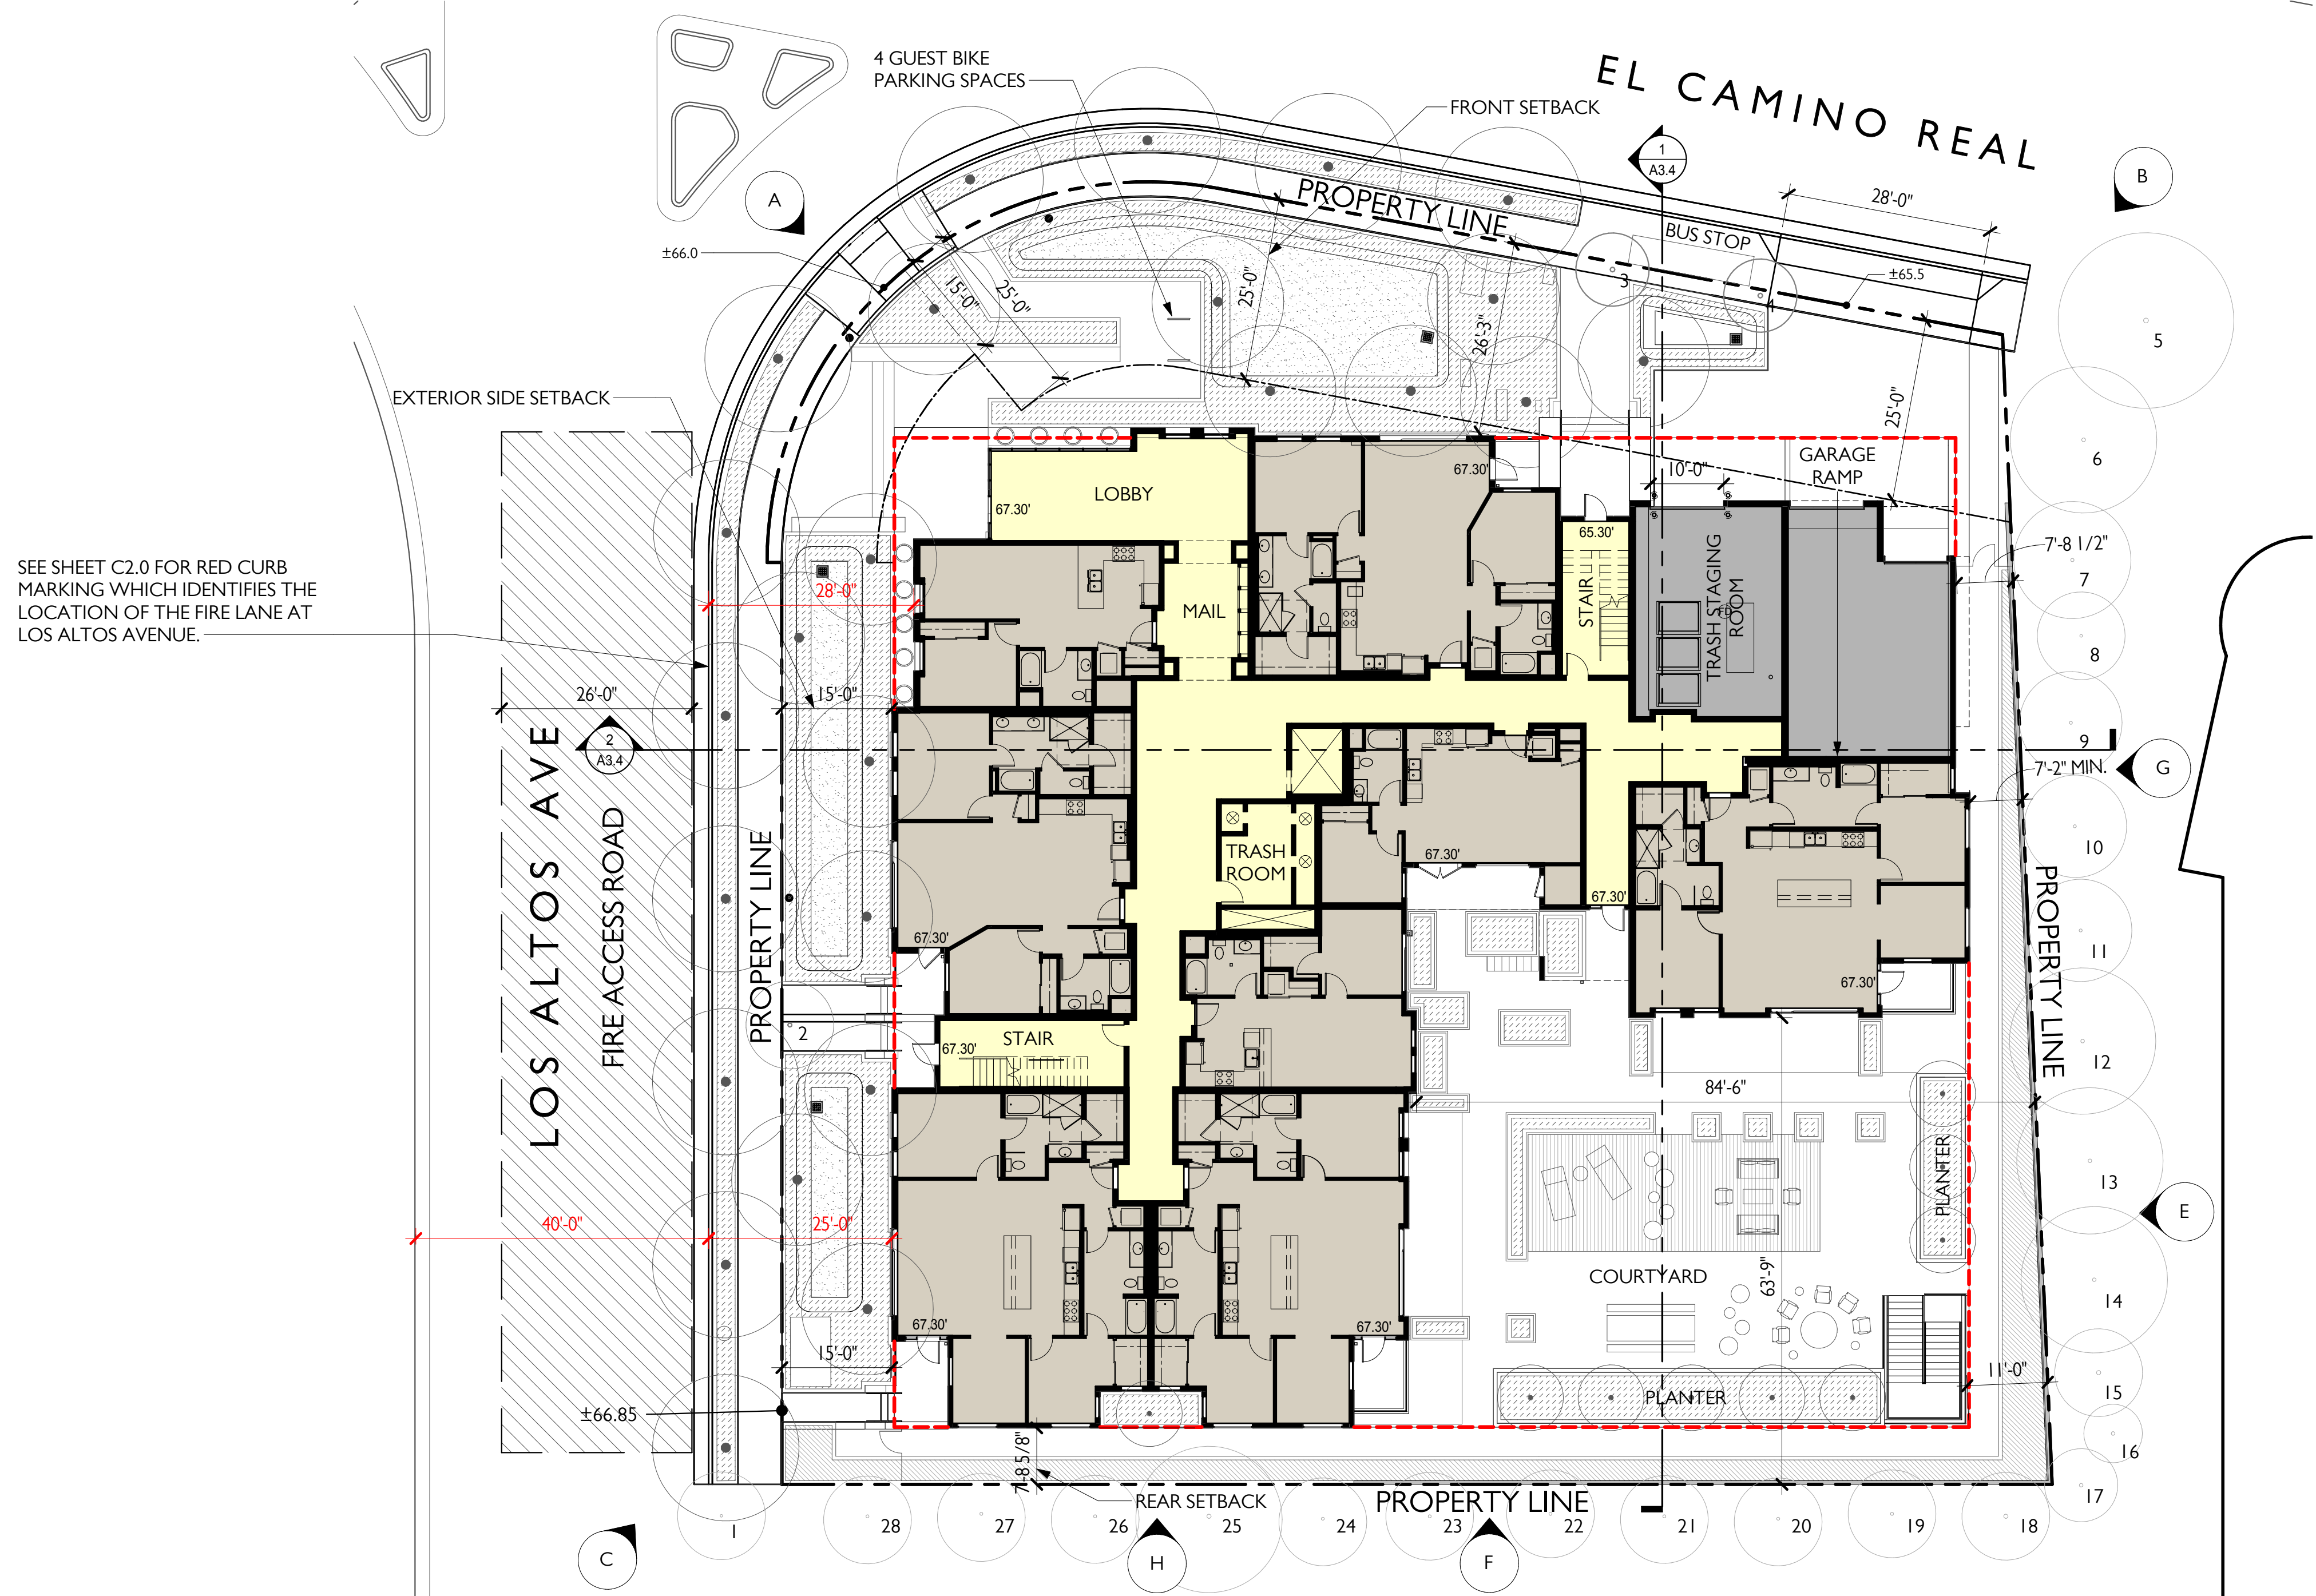 4 GUEST BIKE
PARKING SPACES
FRONT SETBACK
EL CAMINO REAL
1
A3.4
A
B
28'-0"
PROPERTY LINE
BUS STOP
±66.0
±65.5
15'-0"
25'-0"
25'-0"
26'-3"
3
4
5
25'-0"
EXTERIOR SIDE SETBACK
6
GARAGE
RAMP
10'-0"
67.30'
LOBBY
67.30'
65.30'
STAIR
TRASH STAGING
ROOM
7'-8 1/2"
7
SEE SHEET C2.0 FOR RED CURB
MARKING WHICH IDENTIFIES THE
LOCATION OF THE FIRE LANE AT
LOS ALTOS AVENUE.
28'-0"
MAIL
8
26'-0"
15'-0"
2
A3.4
9
7'-2" MIN.
G
LOS ALTOS AVE
FIRE ACCESS ROAD
PROPERTY LINE
TRASH
ROOM
67.30'
10
67.30'
PROPERTY LINE
67.30'
11
67.30'
2
STAIR
67.30'
12
84'-6"
PLANTER
13
E
40'-0"
25'-0"
COURTYARD
63'-9"
14
67.30'
67.30'
15'-0"
11'-0"
PLANTER
15
±66.85
16
7'-8 5/8"
REAR SETBACK
PROPERTY LINE
17
1
28
27
26
25
24
23
22
21
20
19
18
C
H
F